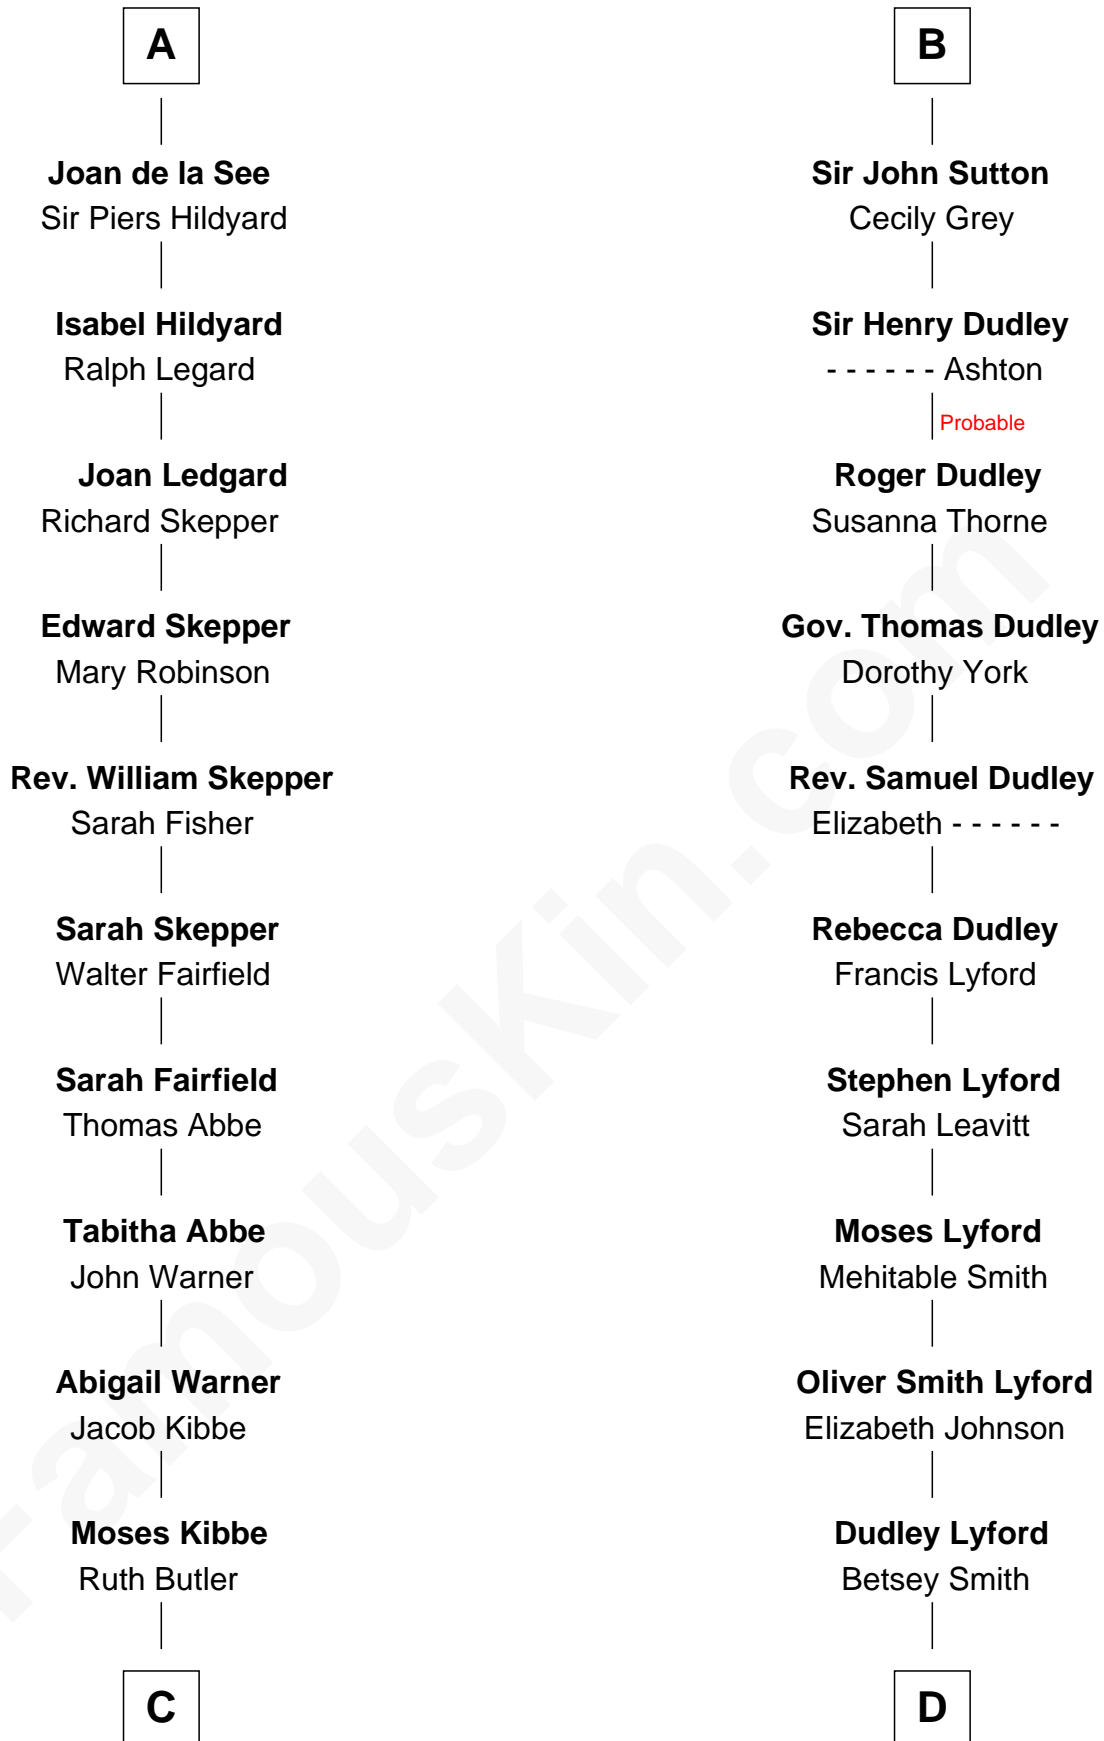 A
Joan de la See
Sir Piers Hildyard
Isabel Hildyard
Ralph Legard
Joan Ledgard
Richard Skepper
Edward Skepper
Mary Robinson
Rev. William Skepper
Sarah Fisher
Sarah Skepper
Walter Fairfield
Sarah Fairfield
Thomas Abbe
Tabitha Abbe
John Warner
Abigail Warner
Jacob Kibbe
Moses Kibbe
Ruth Butler
C
B
Sir John Sutton
Cecily Grey
Sir Henry Dudley
- - - - - - Ashton
Probable
Roger Dudley
Susanna Thorne
Gov. Thomas Dudley
Dorothy York
Rev. Samuel Dudley
Elizabeth - - - - - -
Rebecca Dudley
Francis Lyford
Stephen Lyford
Sarah Leavitt
Moses Lyford
Mehitable Smith
Oliver Smith Lyford
Elizabeth Johnson
Dudley Lyford
Betsey Smith
D
FamousKin.com